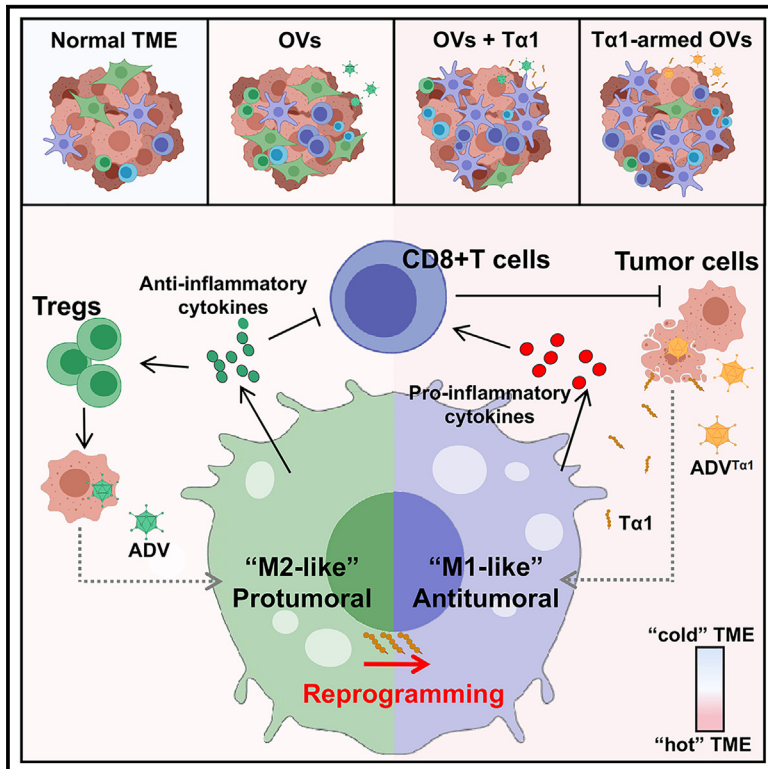 Normal TME
OVs
OVs + Tα1
Tα1-armed OVs
CD8+T cells
Tumor cells
Anti-inflammatory
cytokines
Tregs
Pro-inflammatory
cytokines
ADV^Tα1
Tα1
ADV
“M2-like”
Protumoral
“M1-like”
Antitumoral
Reprogramming
“cold” TME
“hot” TME